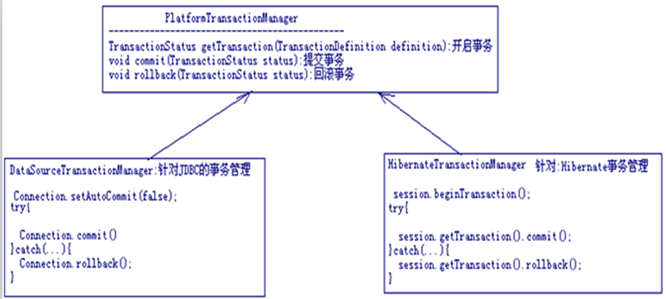 PlatformTransactionManager
----------------------------------------------
TransactionStatus getTransaction(TransactionDefinition definition):开启事务
void commit(TransactionStatus status):提交事务
void rollback(TransactionStatus status):回滚事务
DataSourceTransactionManager:针对JDBC的事务管理
Connection.setAutoCommit(false);
try{
Connection.commit()
}catch(...){
Connection.rollback();
}
HibernateTransactionManager 针对:Hibernate事务管理
session.beginTransaction();
try{
session.getTransaction().commit();
}catch(...){
session.getTransaction().rollback();
}